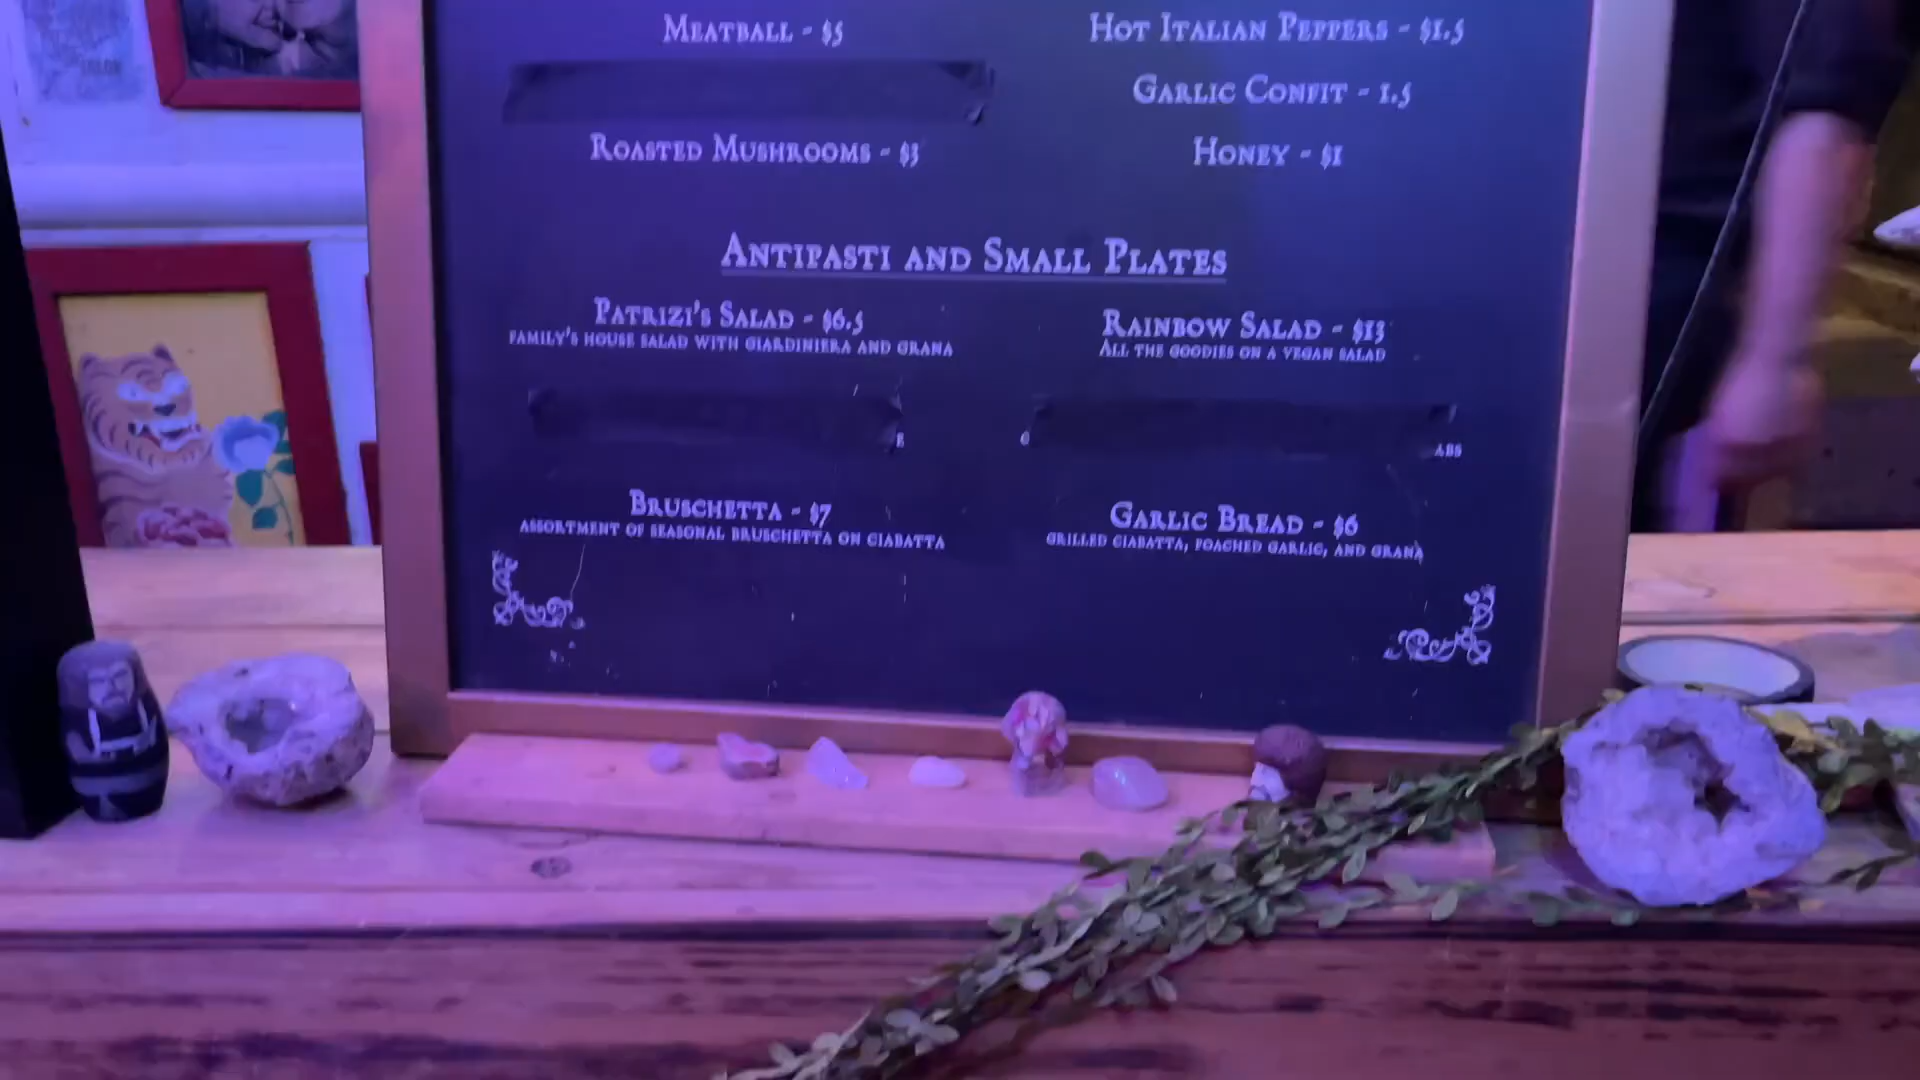 Meatball - $5
Roasted Mushrooms - $3
Hot Italian Peppers - $1.5
Garlic Confit - 1.5
Honey - $1
Antipasti and Small Plates
Patrizi's Salad - $6.5
Family's house salad with giardiniera and grana
Rainbow Salad - $13
All the goodies on a vegan salad
Bruschetta - $7
Assortment of seasonal bruschetta on ciabatta
Garlic Bread - $6
Grilled ciabatta, poached garlic, and grana